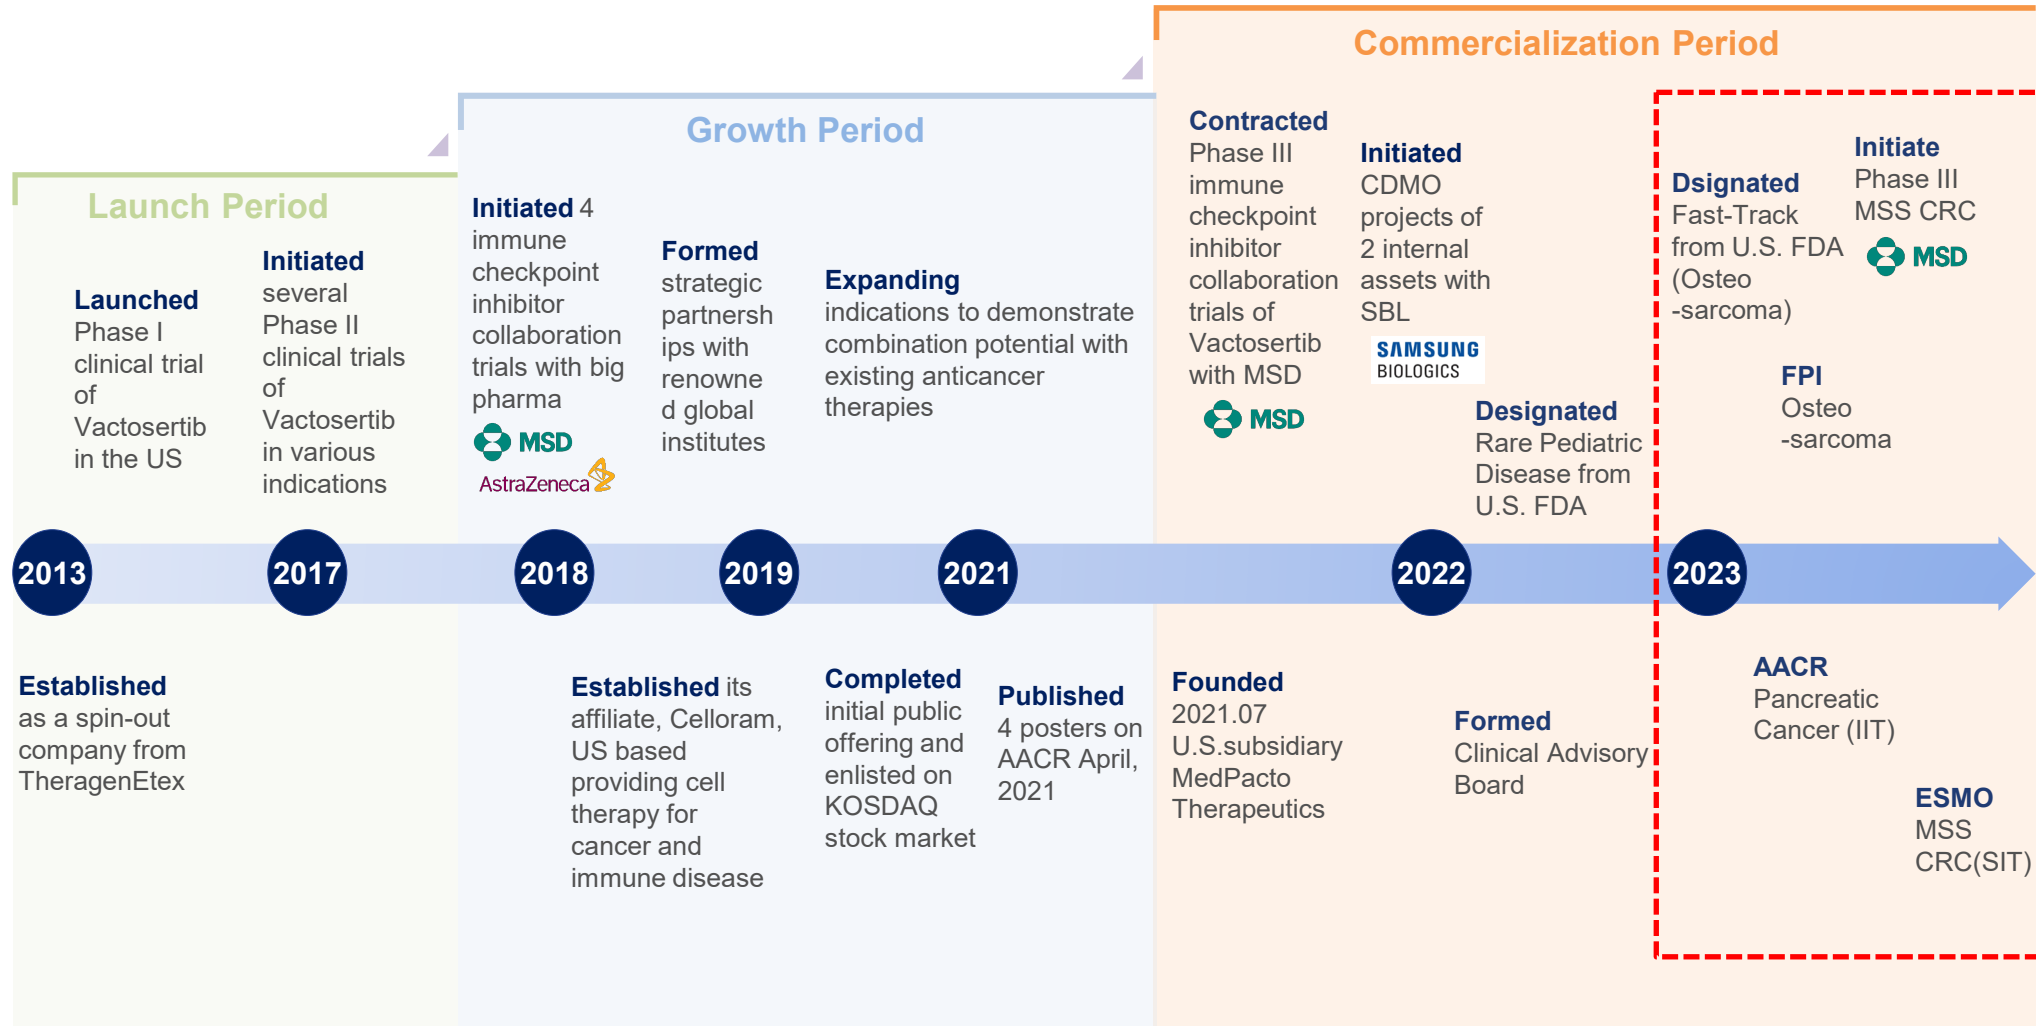 Commercialization Period
Growth Period
Launch Period
Launched
Phase I
clinical trial
of
Vactosertib
in the US
Initiated
several
Phase II
clinical trials
of
Vactosertib
in various
indications
Initiated 4
immune
checkpoint
inhibitor
collaboration
trials with big
pharma
MSD
AstraZeneca
Formed
strategic
partnersh
ips with
renowne
d global
institutes
Expanding
indications to demonstrate
combination potential with
existing anticancer
therapies
Contracted
Phase III
immune
checkpoint
inhibitor
collaboration
trials of
Vactosertib
with MSD
MSD
Initiated
CDMO
projects of
2 internal
assets with
SBL
SAMSUNG
BIOLOGICS
Designated
Rare Pediatric
Disease from
U.S. FDA
Dsignated
Fast-Track
from U.S. FDA
(Osteo
-sarcoma)
Initiate
Phase III
MSS CRC
MSD
FPI
Osteo
-sarcoma
2013
2017
2018
2019
2021
2022
2023
Established
as a spin-out
company from
TheragenEtex
Established its
affiliate, Celloram,
US based
providing cell
therapy for
cancer and
immune disease
Completed
initial public
offering and
enlisted on
KOSDAQ
stock market
Published
4 posters on
AACR April,
2021
Founded
2021.07
U.S.subsidiary
MedPacto
Therapeutics
Formed
Clinical Advisory
Board
AACR
Pancreatic
Cancer (IIT)
ESMO
MSS
CRC(SIT)